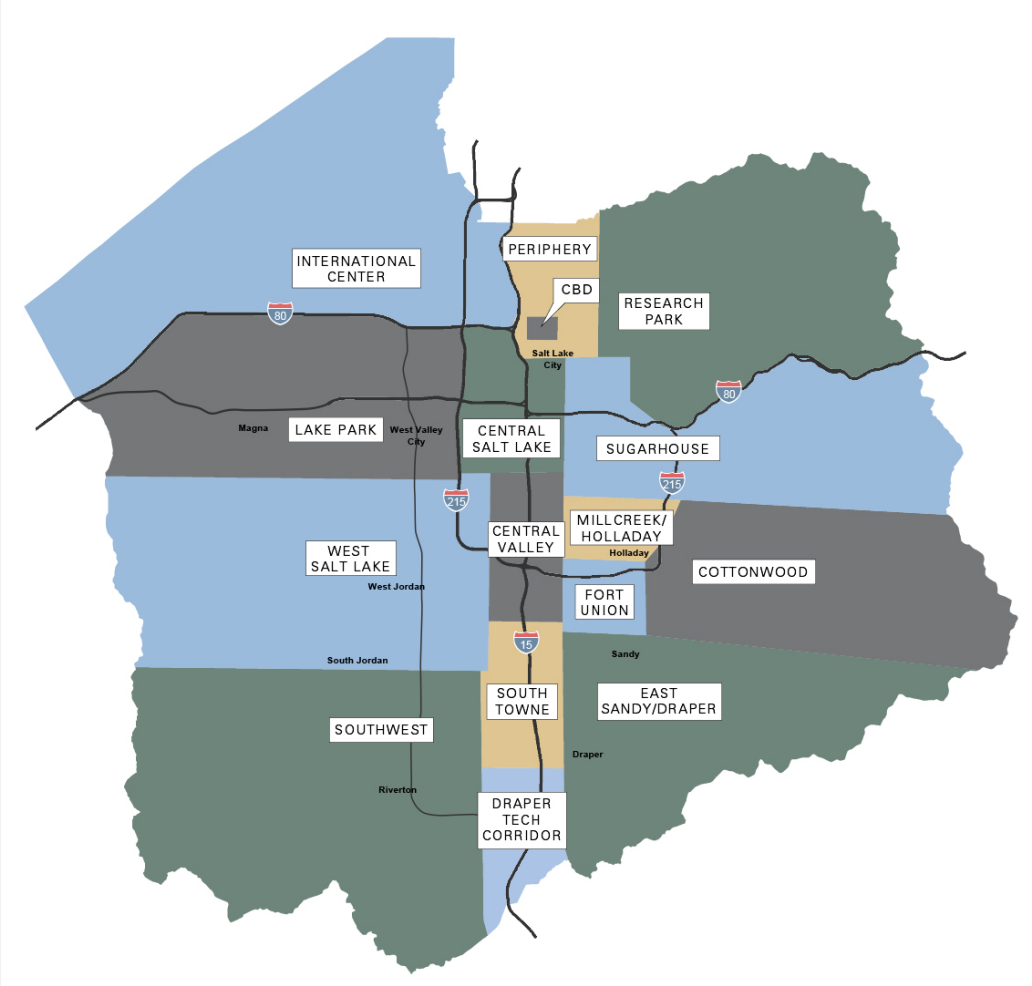 PERIPHERY
INTERNATIONAL
CENTER
CBD
RESEARCH
PARK
80
Salt Lake
City
80
Magna
LAKE PARK
West Valley
City
CENTRAL
SALT LAKE
SUGARHOUSE
215
215
MILLCREEK/
HOLLADAY
Holladay
CENTRAL
VALLEY
WEST
SALT LAKE
West Jordan
COTTONWOOD
FORT
UNION
15
South Jordan
Sandy
SOUTH
TOWNE
EAST
SANDY/DRAPER
SOUTHWEST
Draper
Riverton
DRAPER
TECH
CORRIDOR